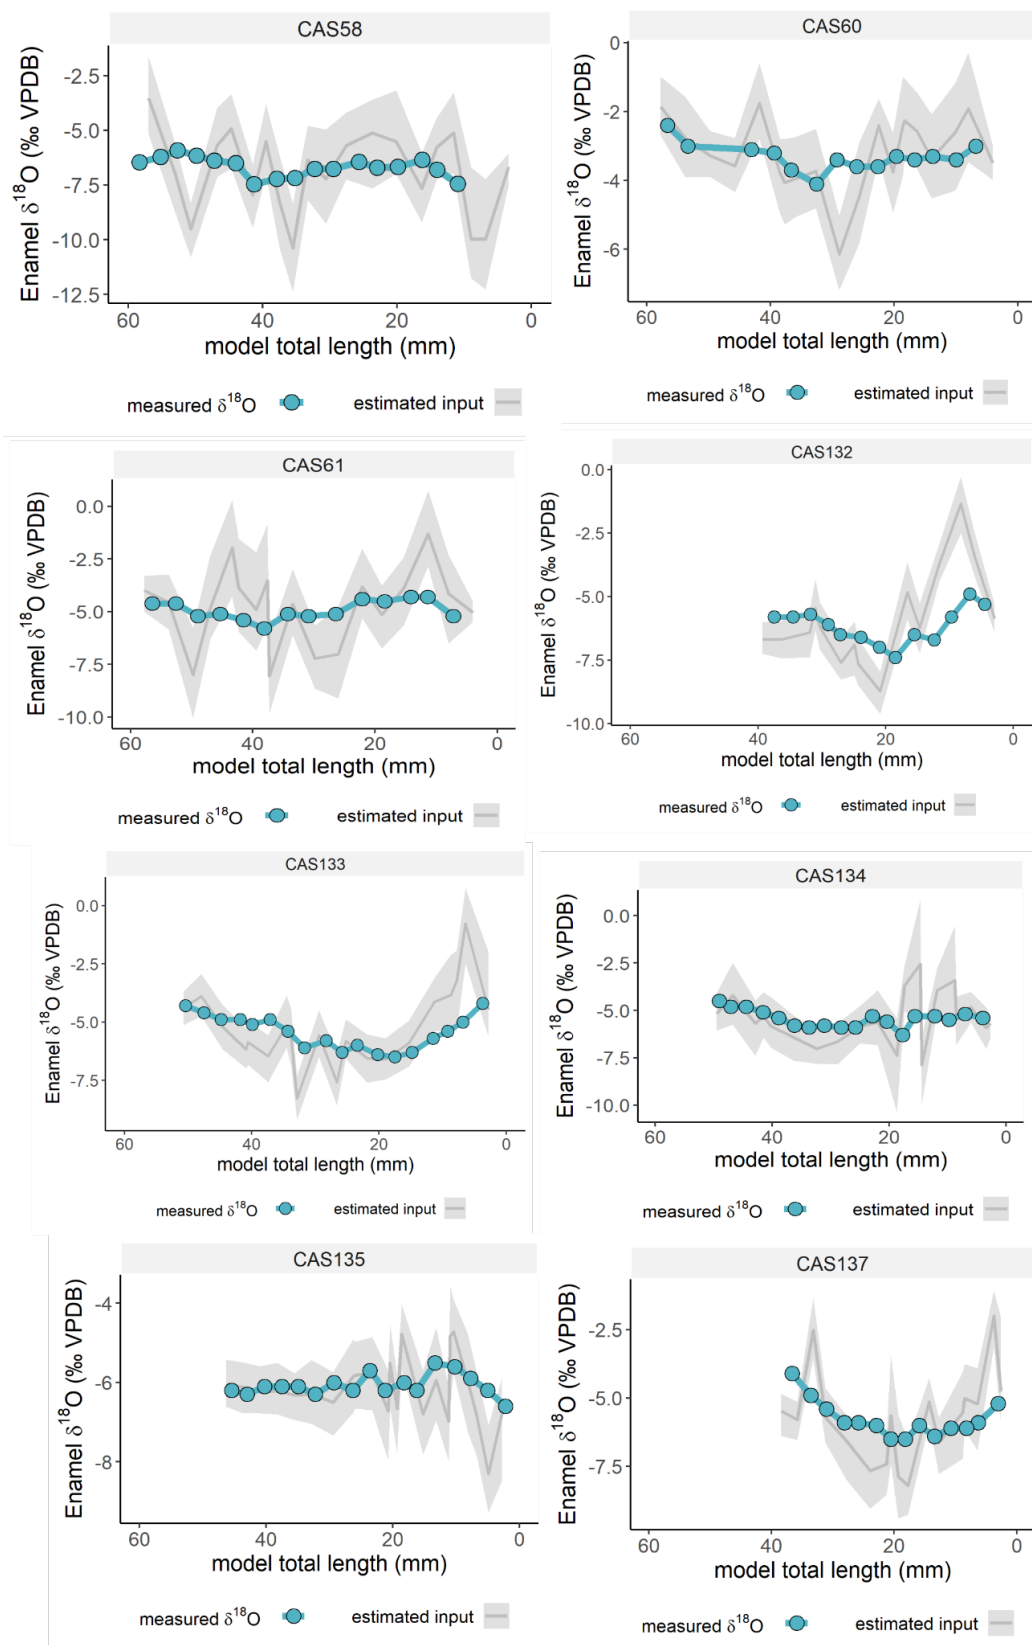 CAS58
Enamel δ18O (‰ VPDB)
-2.5
-5.0
-7.5
-10.0
-12.5
60 40 20 0
model total length (mm)
measured δ18O estimated input
CAS60
Enamel δ18O (‰ VPDB)
0
-2
-4
-6
60 40 20 0
model total length (mm)
measured δ18O estimated input
CAS61
Enamel δ18O (‰ VPDB)
0.0
-2.5
-5.0
-7.5
-10.0
60 40 20 0
model total length (mm)
measured δ18O estimated input
CAS132
Enamel δ18O (‰ VPDB)
0.0
-2.5
-5.0
-7.5
-10.0
60 40 20 0
model total length (mm)
measured δ18O estimated input
CAS133
Enamel δ18O (‰ VPDB)
0.0
-2.5
-5.0
-7.5
60 40 20 0
model total length (mm)
measured δ18O estimated input
CAS134
Enamel δ18O (‰ VPDB)
0.0
-2.5
-5.0
-7.5
-10.0
60 40 20 0
model total length (mm)
measured δ18O estimated input
CAS135
Enamel δ18O (‰ VPDB)
-4
-6
-8
60 40 20 0
model total length (mm)
measured δ18O estimated input
CAS137
Enamel δ18O (‰ VPDB)
-2.5
-5.0
-7.5
60 40 20 0
model total length (mm)
measured δ18O estimated input